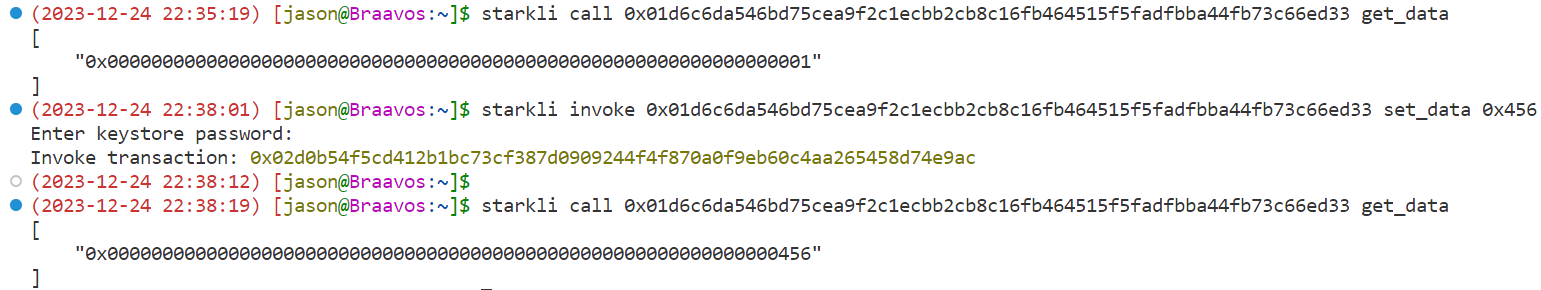 (2023-12-24 22:35:19) [jason@Braavos:~]$ starkli call 0x01d6c6da546bd75cea9f2c1ecbb2cb8c16fb464515f5fadfbba44fb73c66ed33 get_data
[
    "0x0000000000000000000000000000000000000000000000000000000000000001"
]
(2023-12-24 22:38:01) [jason@Braavos:~]$ starkli invoke 0x01d6c6da546bd75cea9f2c1ecbb2cb8c16fb464515f5fadfbba44fb73c66ed33 set_data 0x456
Enter keystore password:
Invoke transaction: 0x02d0b54f5cd412b1bc73cf387d0909244f4f870a0f9eb60c4aa265458d74e9ac
(2023-12-24 22:38:12) [jason@Braavos:~]$
(2023-12-24 22:38:19) [jason@Braavos:~]$ starkli call 0x01d6c6da546bd75cea9f2c1ecbb2cb8c16fb464515f5fadfbba44fb73c66ed33 get_data
[
    "0x0000000000000000000000000000000000000000000000000000000000000456"
]